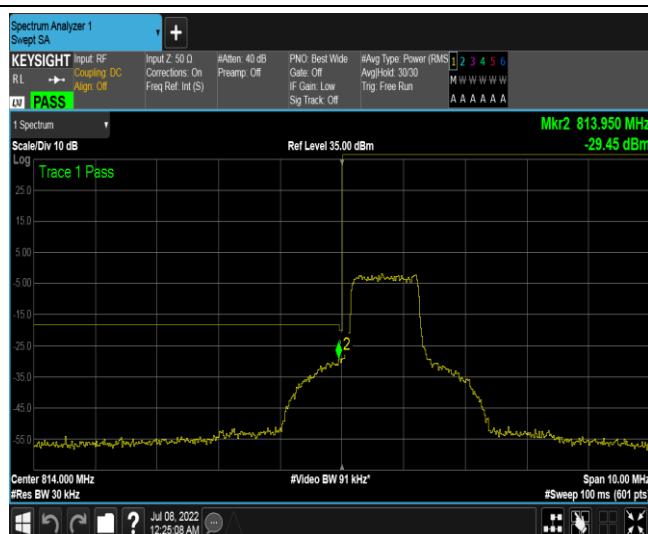 Spectrum Analyzer 1
Swept SA
KEYSIGHT Input: RF Input Z: 50 Ω #Atten: 40 dB PNO: Best Wide #Avg Type: Power (RMS 1 2 3 4 5 6
RL Coupling: DC Corrections: On Preamp: Off Gate: Off Avg|Hold: 30/30 M W W W W W
Align: Off Freq Ref: Int (S) IF Gain: Low Trig: Free Run
LXI PASS Sig Track: Off A A A A A A
1 Spectrum Mkr2 813.950 MHz
Scale/Div 10 dB Ref Level 35.00 dBm -29.45 dBm
Log
Trace 1 Pass
25.0
15.0
5.00
-5.00
-15.0
-25.0
2
-35.0
-45.0
-55.0
Center 814.000 MHz #Video BW 91 kHz* Span 10.00 MHz
#Res BW 30 kHz #Sweep 100 ms (601 pts)
? Jul 08, 2022
12:25:08 AM